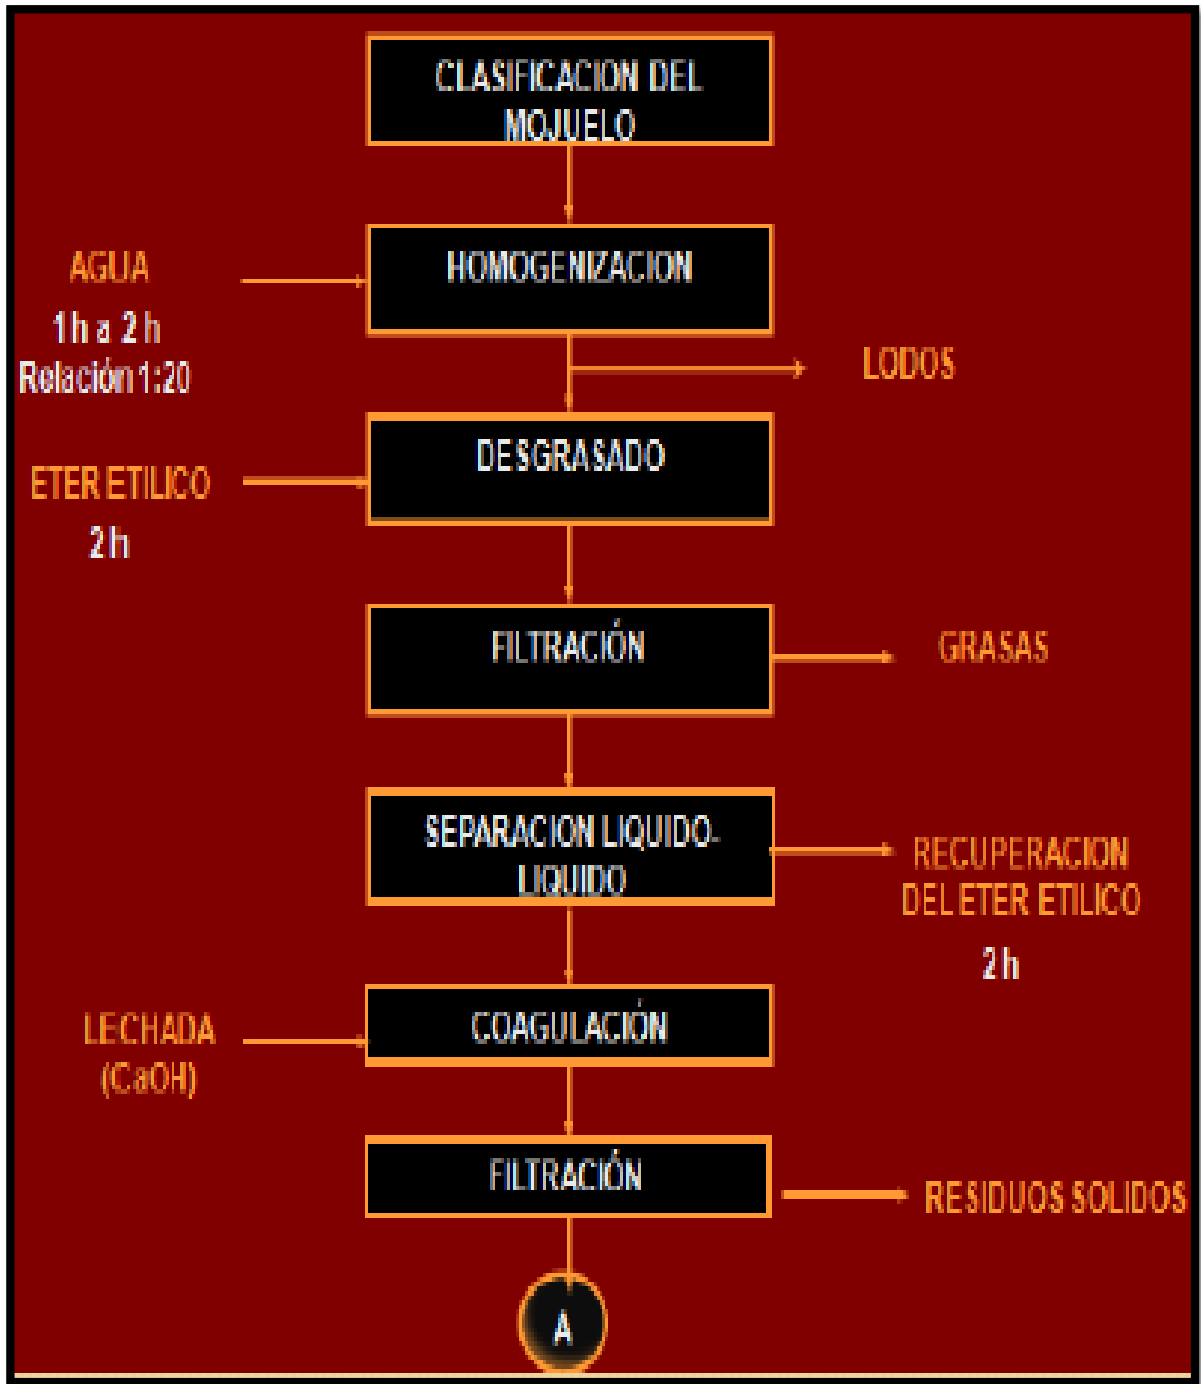 CLASIFICACION DEL
MOJUELO
AGUA
1 h a 2 h
Relación 1:20
HOMOGENIZACION
LODOS
ETER ETILICO
2 h
DESGRASADO
FILTRACIÓN
GRASAS
SEPARACION LIQUIDO-
LIQUIDO
RECUPERACION
DEL ETER ETILICO
2 h
LECHADA
(CaOH)
COAGULACIÓN
FILTRACIÓN
RESIDUOS SOLIDOS
A